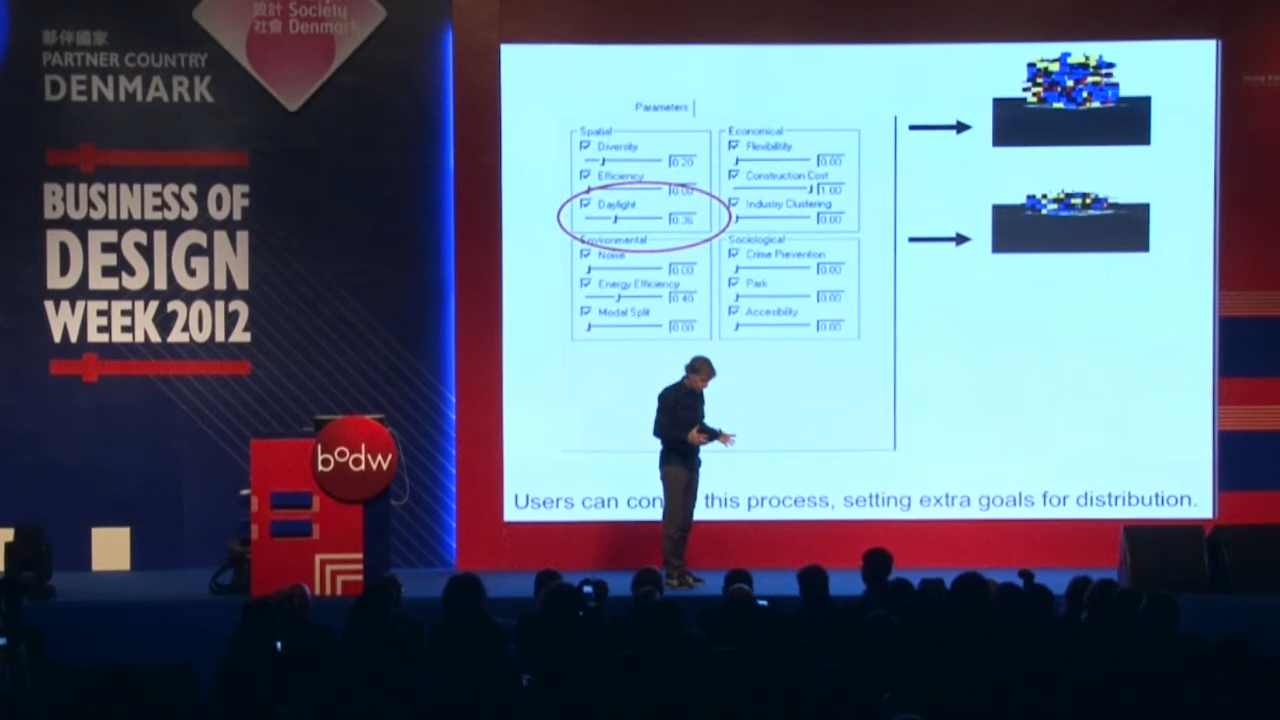 設計 Society
社會 Denmark
夥伴國家
PARTNER COUNTRY
DENMARK
BUSINESS OF
DESIGN
WEEK 2012
bodw
Parameters
Spatial
Diversity
0.20
Efficiency
0.00
Daylight
Environmental
Noise
0.00
Energy Efficiency
0.40
Modal Split
0.00
Economical
Flexibility
0.00
Construction Cost
1.00
Industry Clustering
0.00
Sociological
Crime Prevention
0.00
Park
0.00
Accesibility
0.00
Users can con this process, setting extra goals for distribution.